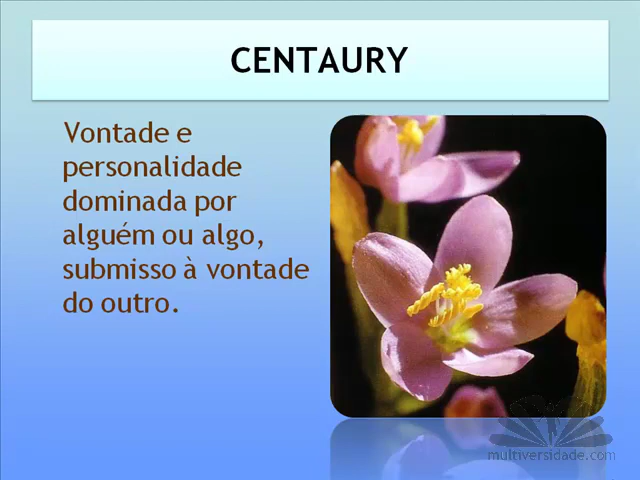 CENTAURY
Vontade e
personalidade
dominada por
alguém ou algo,
submisso à vontade
do outro.
multiversidade.com